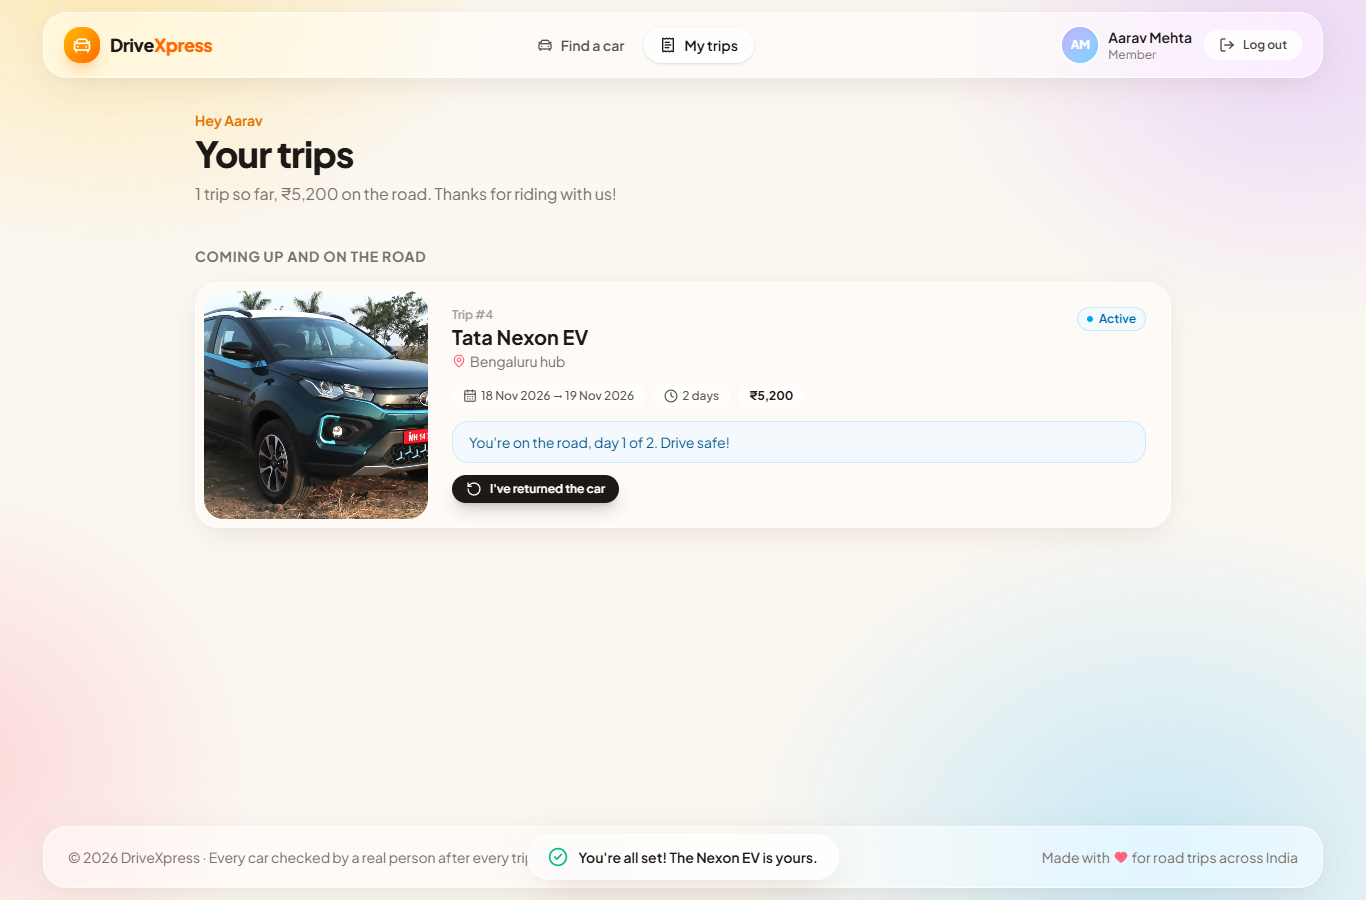 DriveXpress
Find a car
My trips
AM
Aarav Mehta
Member
Log out
Hey Aarav
Your trips
1 trip so far, ₹5,200 on the road. Thanks for riding with us!
COMING UP AND ON THE ROAD
Trip #4
Active
Tata Nexon EV
Bengaluru hub
18 Nov 2026 → 19 Nov 2026
2 days
₹5,200
You're on the road, day 1 of 2. Drive safe!
I've returned the car
MH 14
© 2026 DriveXpress · Every car checked by a real person after every
You're all set! The Nexon EV is yours.
Made with for road trips across India